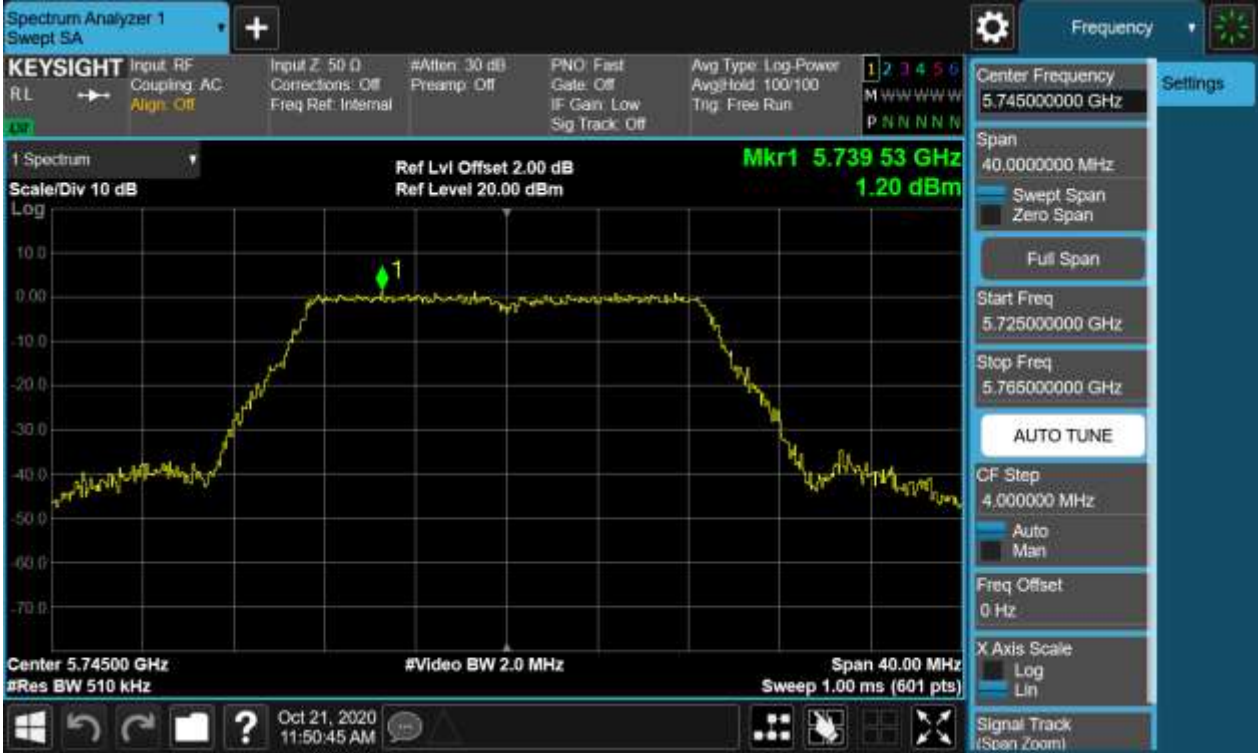 Spectrum Analyzer 1
Swept SA
+
Frequency
KEYSIGHT
RL
Input: RF
Coupling: AC
Align: Off
Input Z: 50 Ω
Corrections: Off
Freq Ref: Internal
#Atten: 30 dB
Preamp: Off
PNO: Fast
Gate: Off
IF Gain: Low
Sig Track: Off
Avg Type: Log-Power
Avg|Hold: 100/100
Trig: Free Run
1 2 3 4 5 6
M W W W W W
P N N N N N
1 Spectrum
Scale/Div 10 dB
Ref Lvl Offset 2.00 dB
Ref Level 20.00 dBm
Mkr1 5.739 53 GHz
1.20 dBm
Log
10.0
0.00
-10.0
-20.0
-30.0
-40.0
-50.0
-60.0
-70.0
1
Center 5.74500 GHz
#Res BW 510 kHz
#Video BW 2.0 MHz
Span 40.00 MHz
Sweep 1.00 ms (601 pts)
Center Frequency
5.745000000 GHz
Settings
Span
40.0000000 MHz
Swept Span
Zero Span
Full Span
Start Freq
5.725000000 GHz
Stop Freq
5.765000000 GHz
AUTO TUNE
CF Step
4.000000 MHz
Auto
Man
Freq Offset
0 Hz
X Axis Scale
Log
Lin
Signal Track
(Span Zoom)
?
Oct 21, 2020
11:50:45 AM